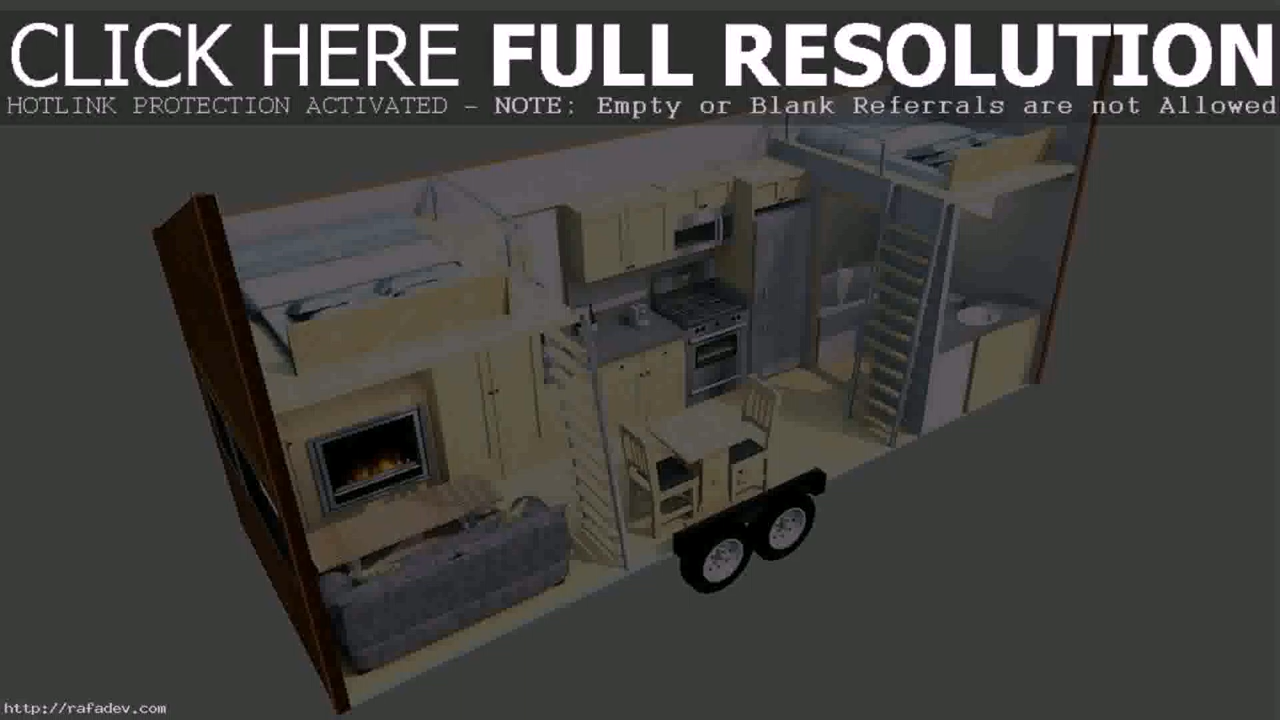 CLICK HERE FULL RESOLUTION
HOTLINK PROTECTION ACTIVATED – NOTE: Empty or Blank Referrals are not Allowed
http://rafadev.com